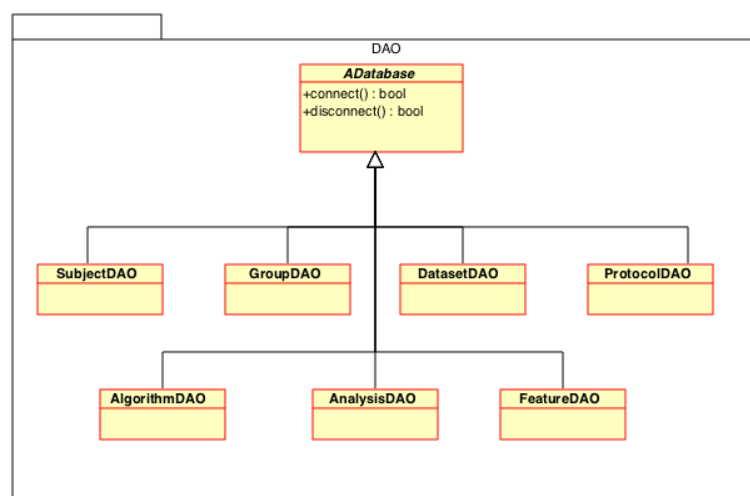 DAO
ADatabase
+connect() : bool
+disconnect() : bool
SubjectDAO
GroupDAO
DatasetDAO
ProtocolDAO
AlgorithmDAO
AnalysisDAO
FeatureDAO